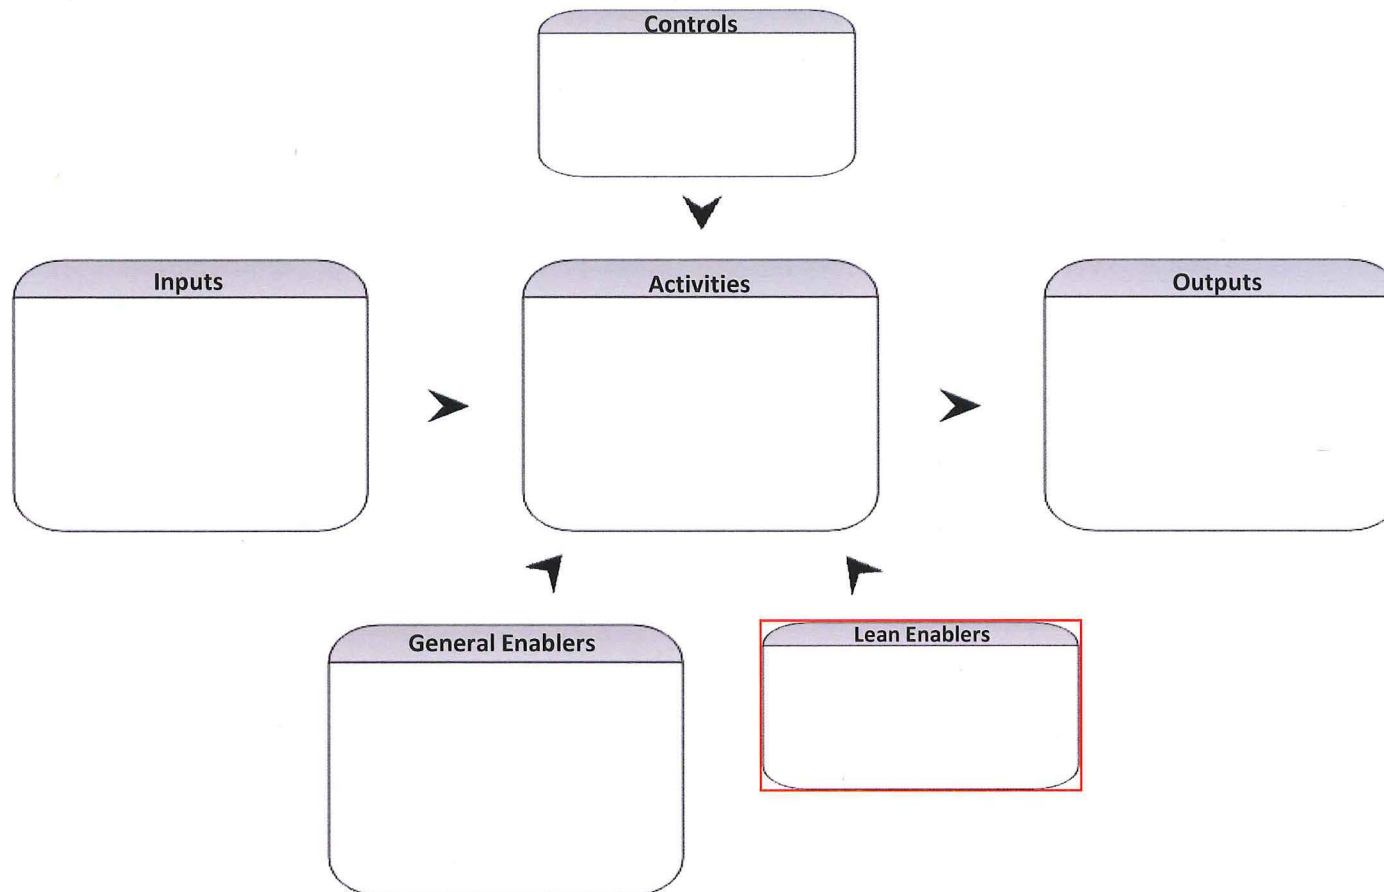 Controls
Inputs
Activities
Outputs
General Enablers
Lean Enablers